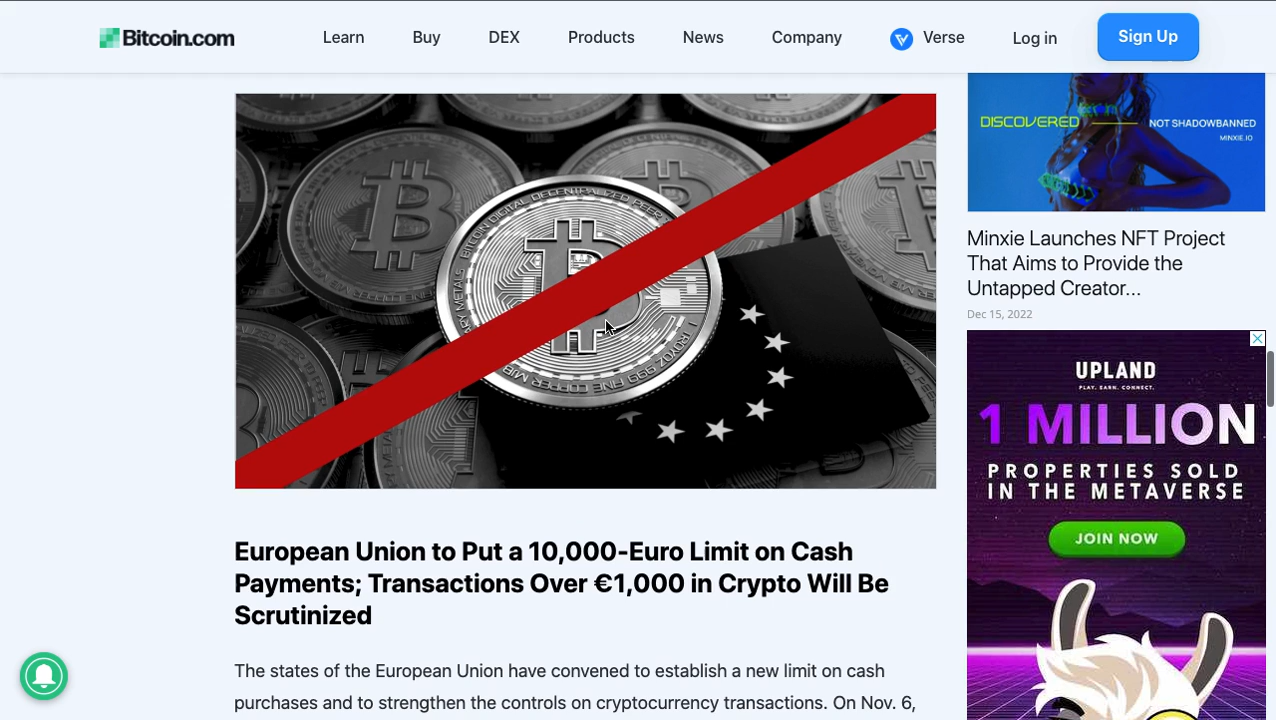 Bitcoin.com
Learn
Buy
DEX
Products
News
Company
Verse
Log in
Sign Up
BITCOIN DIGITAL DECENTRALIZED PEER
DISCOVERED
NOT SHADOWBANNED
MINXIE.IO
Minxie Launches NFT Project
That Aims to Provide the
Untapped Creator...
Dec 15, 2022
UPLAND
PLAY. EARN. CONNECT.
1 MILLION
PROPERTIES SOLD
IN THE METAVERSE
JOIN NOW
European Union to Put a 10,000-Euro Limit on Cash
Payments; Transactions Over €1,000 in Crypto Will Be
Scrutinized
The states of the European Union have convened to establish a new limit on cash
purchases and to strengthen the controls on cryptocurrency transactions. On Nov. 6,